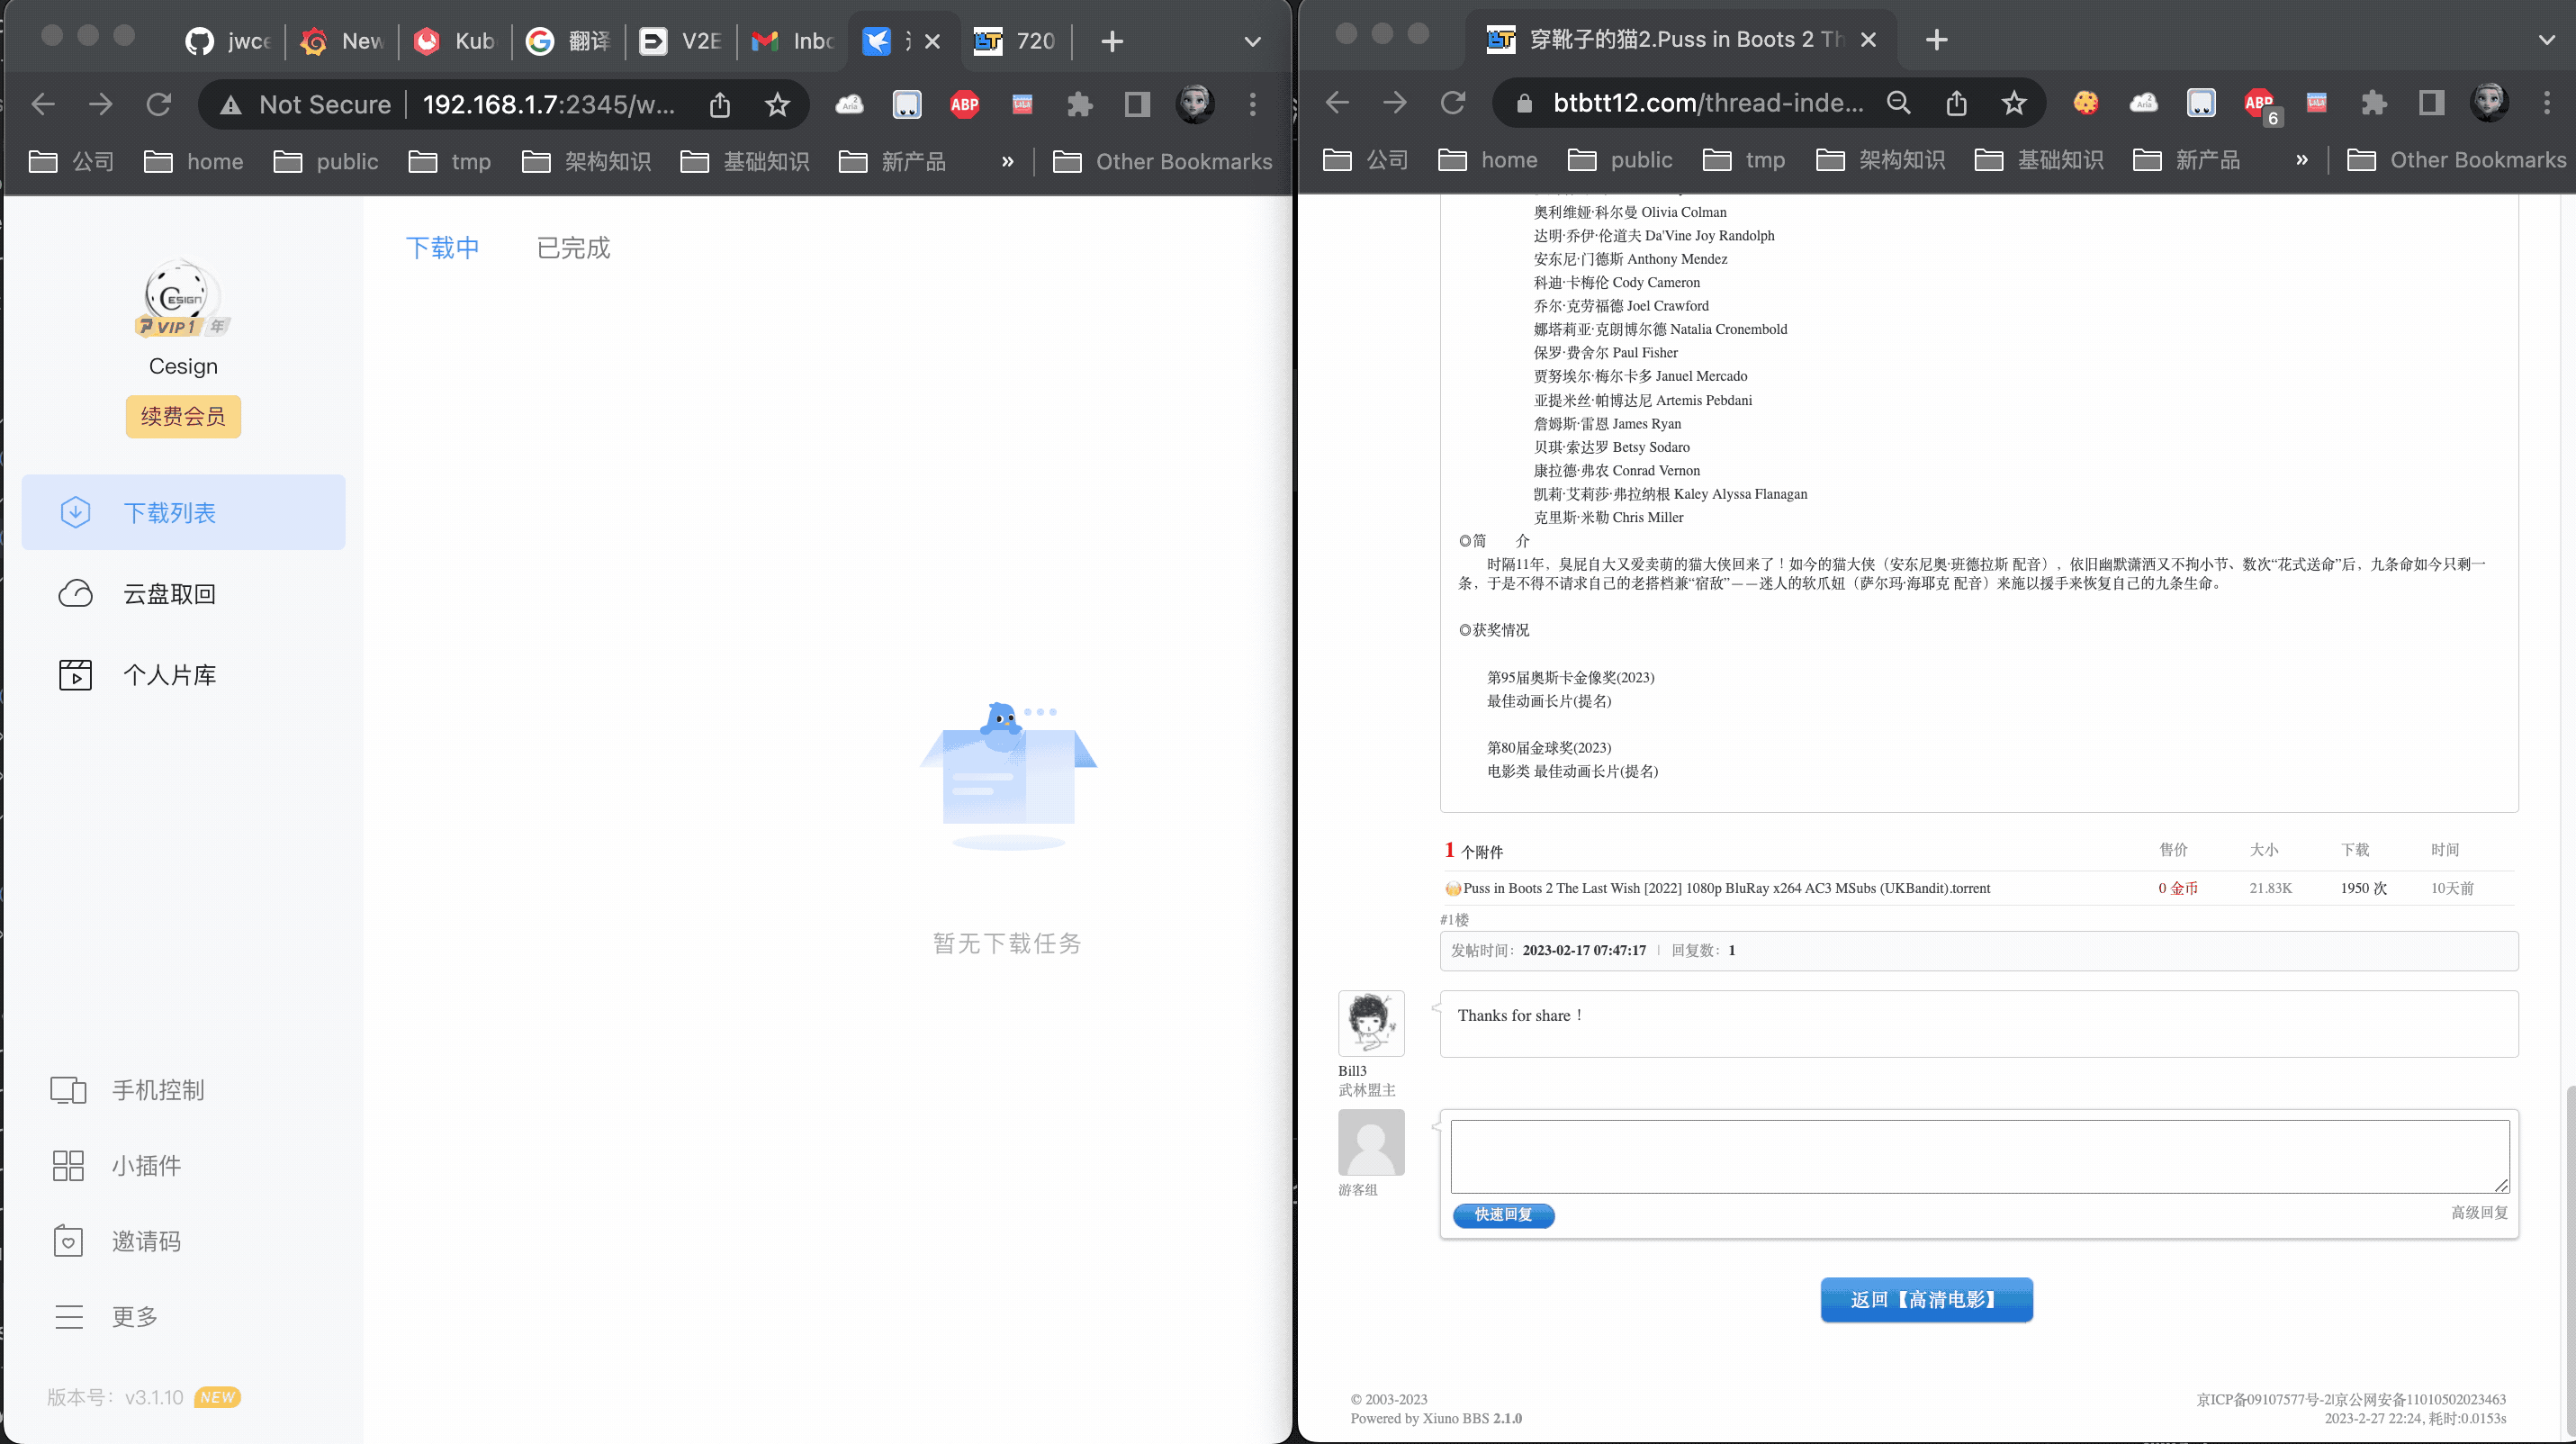 jwce
New
Kub
翻译
V2E
Inbo
720
Not Secure
192.168.1.7:2345/w...
公司
home
public
tmp
架构知识
基础知识
新产品
»
Other Bookmarks
CESIGN
VIP1 年
Cesign
续费会员
下载列表
云盘取回
个人片库
手机控制
小插件
邀请码
更多
版本号：v3.1.10 NEW
下载中
已完成
暂无下载任务
穿靴子的猫2.Puss in Boots 2 Th
btbtt12.com/thread-inde...
ABP
6
公司
home
public
tmp
架构知识
基础知识
新产品
»
Other Bookmarks
奥利维娅·科尔曼 Olivia Colman
达明·乔伊·伦道夫 Da'Vine Joy Randolph
安东尼·门德斯 Anthony Mendez
科迪·卡梅伦 Cody Cameron
乔尔·克劳福德 Joel Crawford
娜塔莉亚·克朗博尔德 Natalia Cronembold
保罗·费舍尔 Paul Fisher
贾努埃尔·梅尔卡多 Januel Mercado
亚提米丝·帕博达尼 Artemis Pebdani
詹姆斯·雷恩 James Ryan
贝琪·索达罗 Betsy Sodaro
康拉德·弗农 Conrad Vernon
凯莉·艾莉莎·弗拉纳根 Kaley Alyssa Flanagan
克里斯·米勒 Chris Miller
◎简　　介
时隔11年，臭屁自大又爱卖萌的猫大侠回来了！如今的猫大侠（安东尼奥·班德拉斯 配音），依旧幽默潇洒又不拘小节、数次“花式送命”后，九条命如今只剩一
条，于是不得不请求自己的老搭档兼“宿敌”——迷人的软爪妞（萨尔玛·海耶克 配音）来施以援手来恢复自己的九条生命。
◎获奖情况
第95届奥斯卡金像奖(2023)
最佳动画长片(提名)
第80届金球奖(2023)
电影类 最佳动画长片(提名)
1 个附件 售价 大小 下载 时间
Puss in Boots 2 The Last Wish [2022] 1080p BluRay x264 AC3 MSubs (UKBandit).torrent 0 金币 21.83K 1950 次 10天前
#1楼
发帖时间：2023-02-17 07:47:17 | 回复数：1
Thanks for share！
Bill3
武林盟主
游客组
快速回复
高级回复
返回【高清电影】
© 2003-2023
Powered by Xiuno BBS 2.1.0
京ICP备09107577号-2|京公网安备11010502023463
2023-2-27 22:24, 耗时:0.0153s